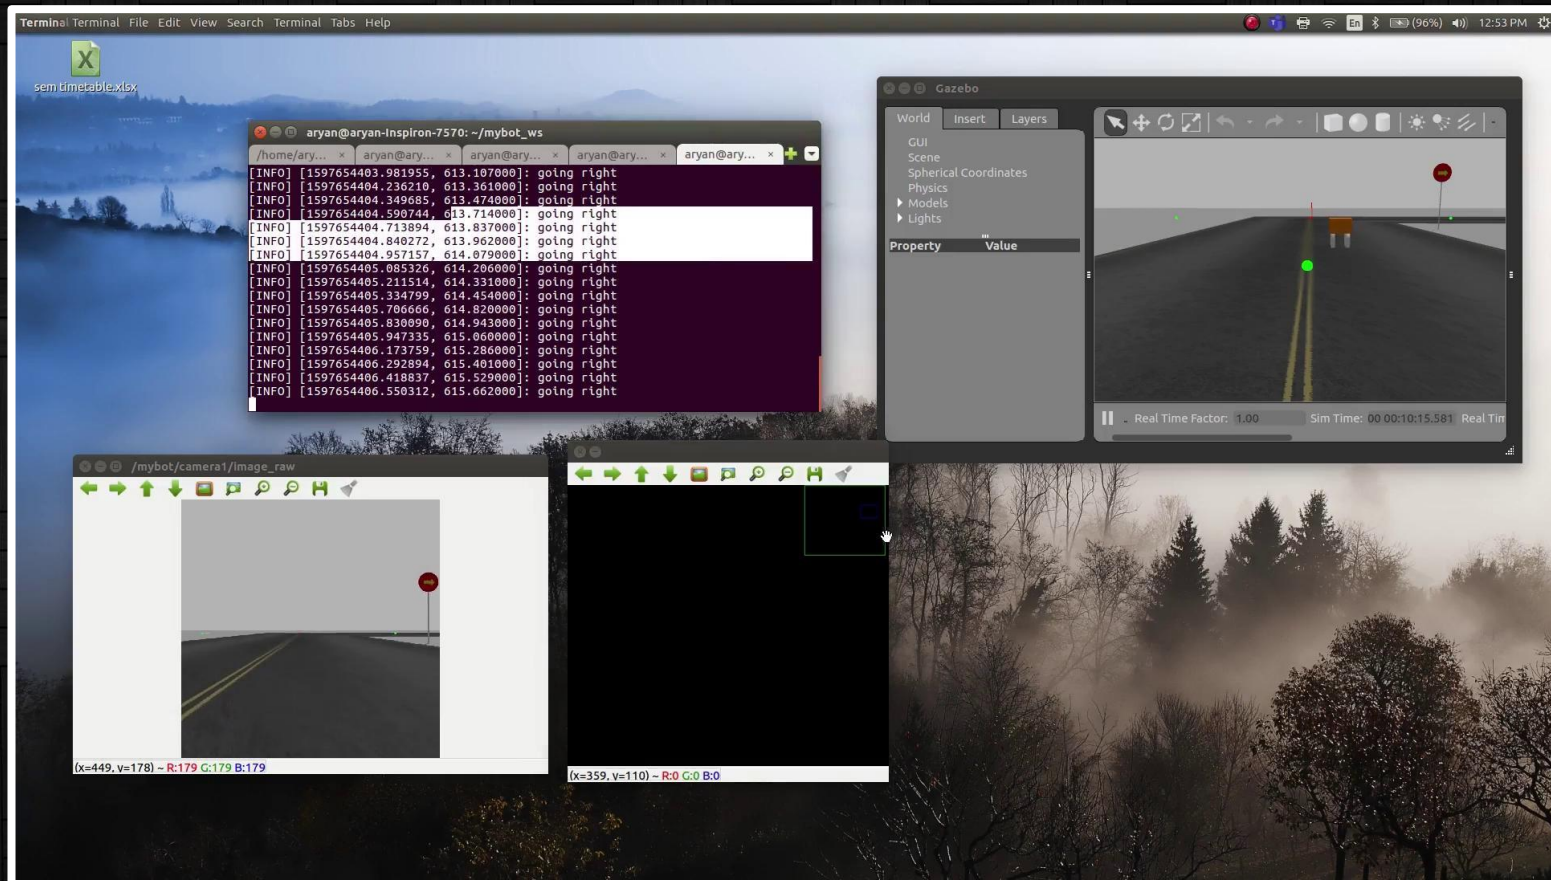 Terminal Terminal File Edit View Search Terminal Tabs Help
En (96%) 12:53 PM
sem timetable.xlsx
aryan@aryan-Inspiron-7570: ~/mybot_ws
/home/ary... × aryan@ary... × aryan@ary... × aryan@ary... × aryan@ary... ×
[INFO] [1597654403.981955, 613.107000]: going right
[INFO] [1597654404.236210, 613.361000]: going right
[INFO] [1597654404.349685, 613.474000]: going right
[INFO] [1597654404.590744, 613.714000]: going right
[INFO] [1597654404.713894, 613.837000]: going right
[INFO] [1597654404.840272, 613.962000]: going right
[INFO] [1597654404.957157, 614.079000]: going right
[INFO] [1597654405.085326, 614.206000]: going right
[INFO] [1597654405.211514, 614.331000]: going right
[INFO] [1597654405.334799, 614.454000]: going right
[INFO] [1597654405.706666, 614.820000]: going right
[INFO] [1597654405.830090, 614.943000]: going right
[INFO] [1597654405.947335, 615.060000]: going right
[INFO] [1597654406.173759, 615.286000]: going right
[INFO] [1597654406.292894, 615.401000]: going right
[INFO] [1597654406.418837, 615.529000]: going right
[INFO] [1597654406.550312, 615.662000]: going right
Gazebo
World Insert Layers
GUI
Scene
Spherical Coordinates
Physics
Models
Lights
Property Value
Real Time Factor: 1.00 Sim Time: 00 00:10:15.581 Real Tim
/mybot/camera1/image_raw
(x=449, y=178) ~ R:179 G:179 B:179
(x=359, y=110) ~ R:0 G:0 B:0